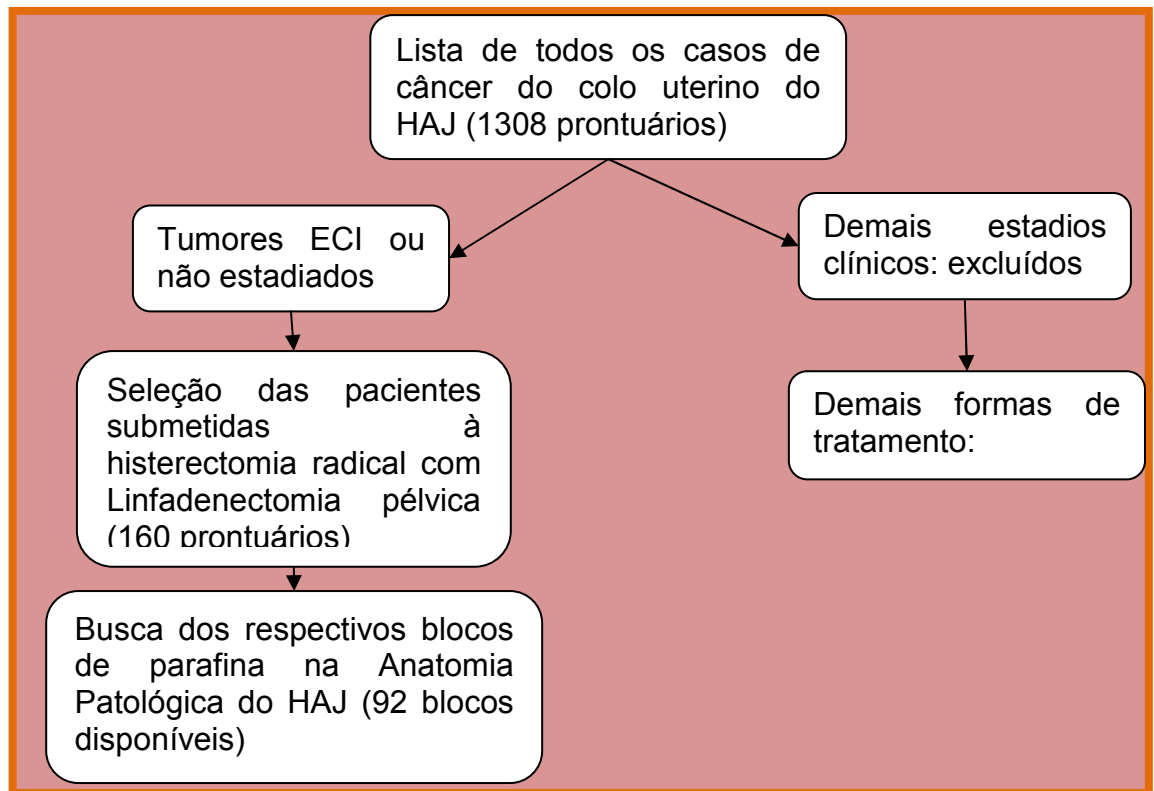 Lista de todos os casos de
câncer do colo uterino do
HAJ (1308 prontuários)
Tumores ECI ou
não estadiados
Demais estadios
clínicos: excluídos
Seleção das pacientes
submetidas à
histerectomia radical com
Linfadenectomia pélvica
(160 prontuários)
Demais formas de
tratamento:
Busca dos respectivos blocos
de parafina na Anatomia
Patológica do HAJ (92 blocos
disponíveis)